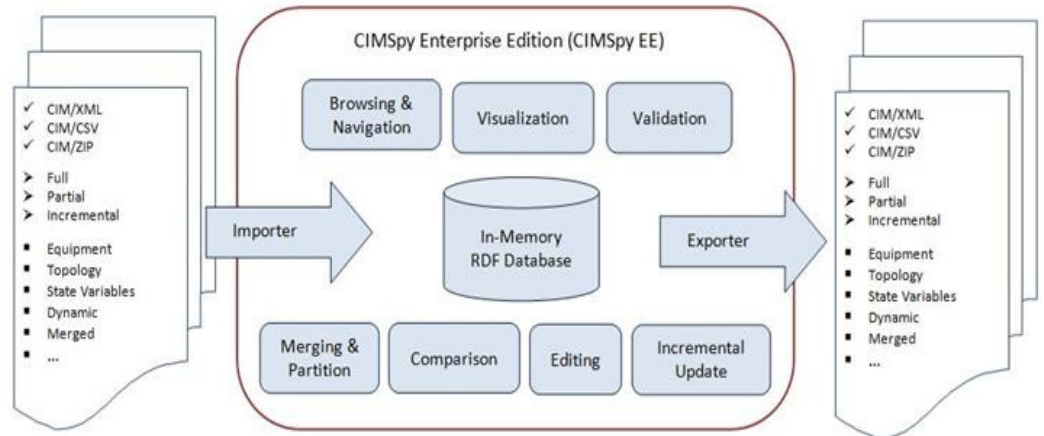 CIMSpy Enterprise Edition (CIMSpy EE)
CIM/XML
CIM/CSV
CIM/ZIP
Full
Partial
Incremental
Equipment
Topology
State Variables
Dynamic
Merged
...
Importer
Browsing &
Navigation
Visualization
Validation
In-Memory
RDF Database
Merging &
Partition
Comparison
Editing
Incremental
Update
Exporter
CIM/XML
CIM/CSV
CIM/ZIP
Full
Partial
Incremental
Equipment
Topology
State Variables
Dynamic
Merged
...